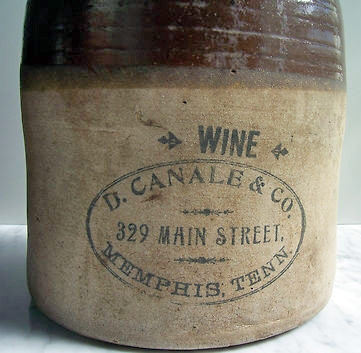 WINE
D. CANALE & CO.
329 MAIN STREET.
MEMPHIS, TENN.